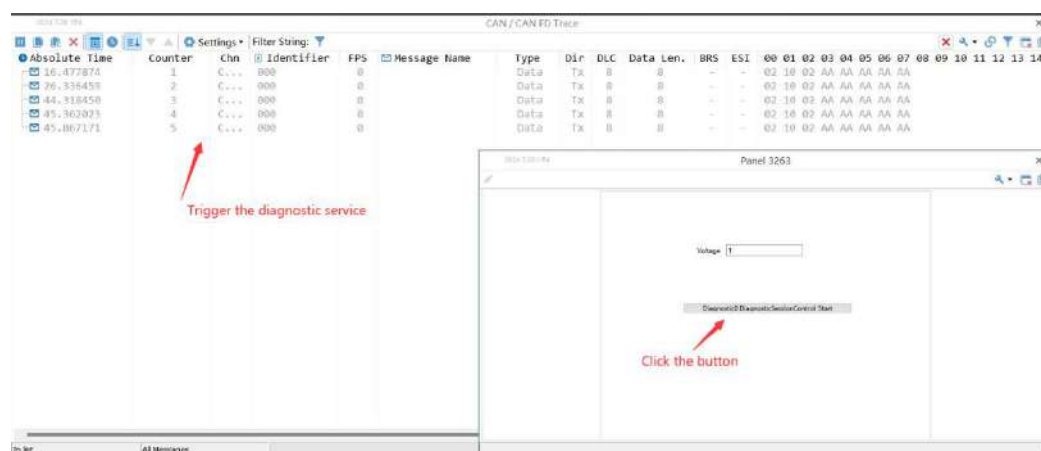 CAN / CAN FD Trace
Settings Filter String:
Absolute Time Counter Chn Identifier FPS Message Name Type Dir DLC Data Len. BRS ESI 00 01 02 03 04 05 06 07 08 09 10 11 12 13 14
16.477874 1 C... 000 0 Data Tx 8 8 - - 02 10 02 AA AA AA AA AA
26.336459 2 C... 000 0 Data Tx 8 8 - - 02 10 02 AA AA AA AA AA
44.318450 3 C... 000 0 Data Tx 8 8 - - 02 10 02 AA AA AA AA AA
45.362023 4 C... 000 0 Data Tx 8 8 - - 02 10 02 AA AA AA AA AA
45.867171 5 C... 000 0 Data Tx 8 8 - - 02 10 02 AA AA AA AA AA
Trigger the diagnostic service
Panel 3263
Voltage 1
DiagnosticSessionControl Start
Click the button
All Messages